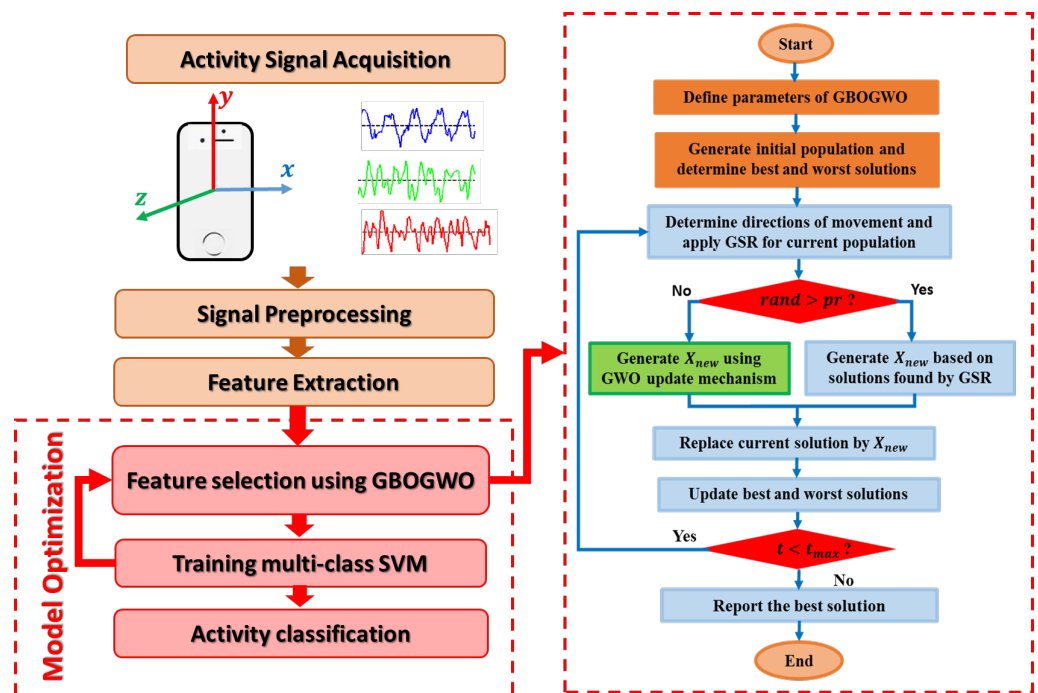 Activity Signal Acquisition
y
x
z
Signal Preprocessing
Feature Extraction
Model Optimization
Feature selection using GBOGWO
Training multi-class SVM
Activity classification
Start
Define parameters of GBOGWO
Generate initial population and
determine best and worst solutions
Determine directions of movement and
apply GSR for current population
No
rand > pr ?
Yes
Generate X_new using
GWO update mechanism
Generate X_new based on
solutions found by GSR
Replace current solution by X_new
Update best and worst solutions
Yes
t < t_max ?
No
Report the best solution
End